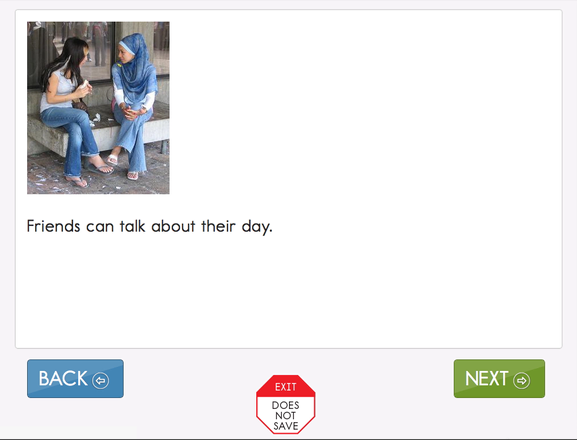 Friends can talk about their day.
BACK
NEXT
EXIT
DOES
NOT
SAVE